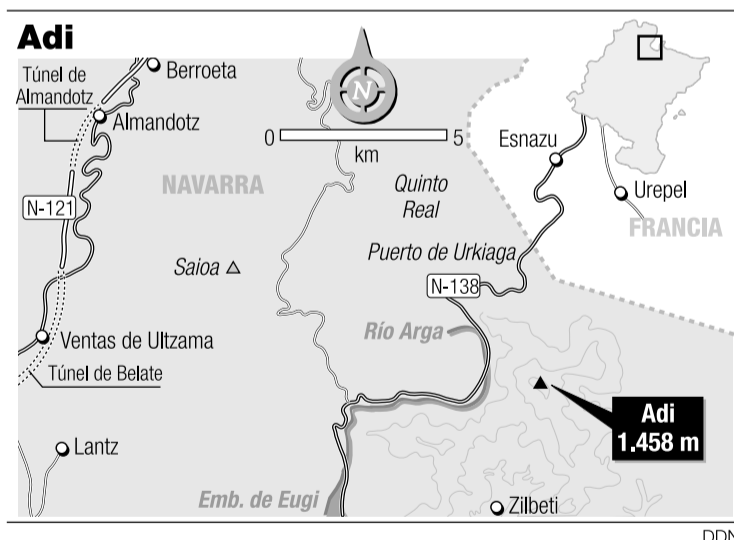 Adi
Túnel de
Almandotz
Berroeta
Almandotz
N
0 5
km
Esnazu
NAVARRA
Quinto
Real
Urepel
N-121
FRANCIA
Puerto de Urkiaga
Saioa
N-138
Río Arga
Ventas de Ultzama
Túnel de Belate
Adi
1.458 m
Lantz
Emb. de Eugi
Zilbeti
DDN